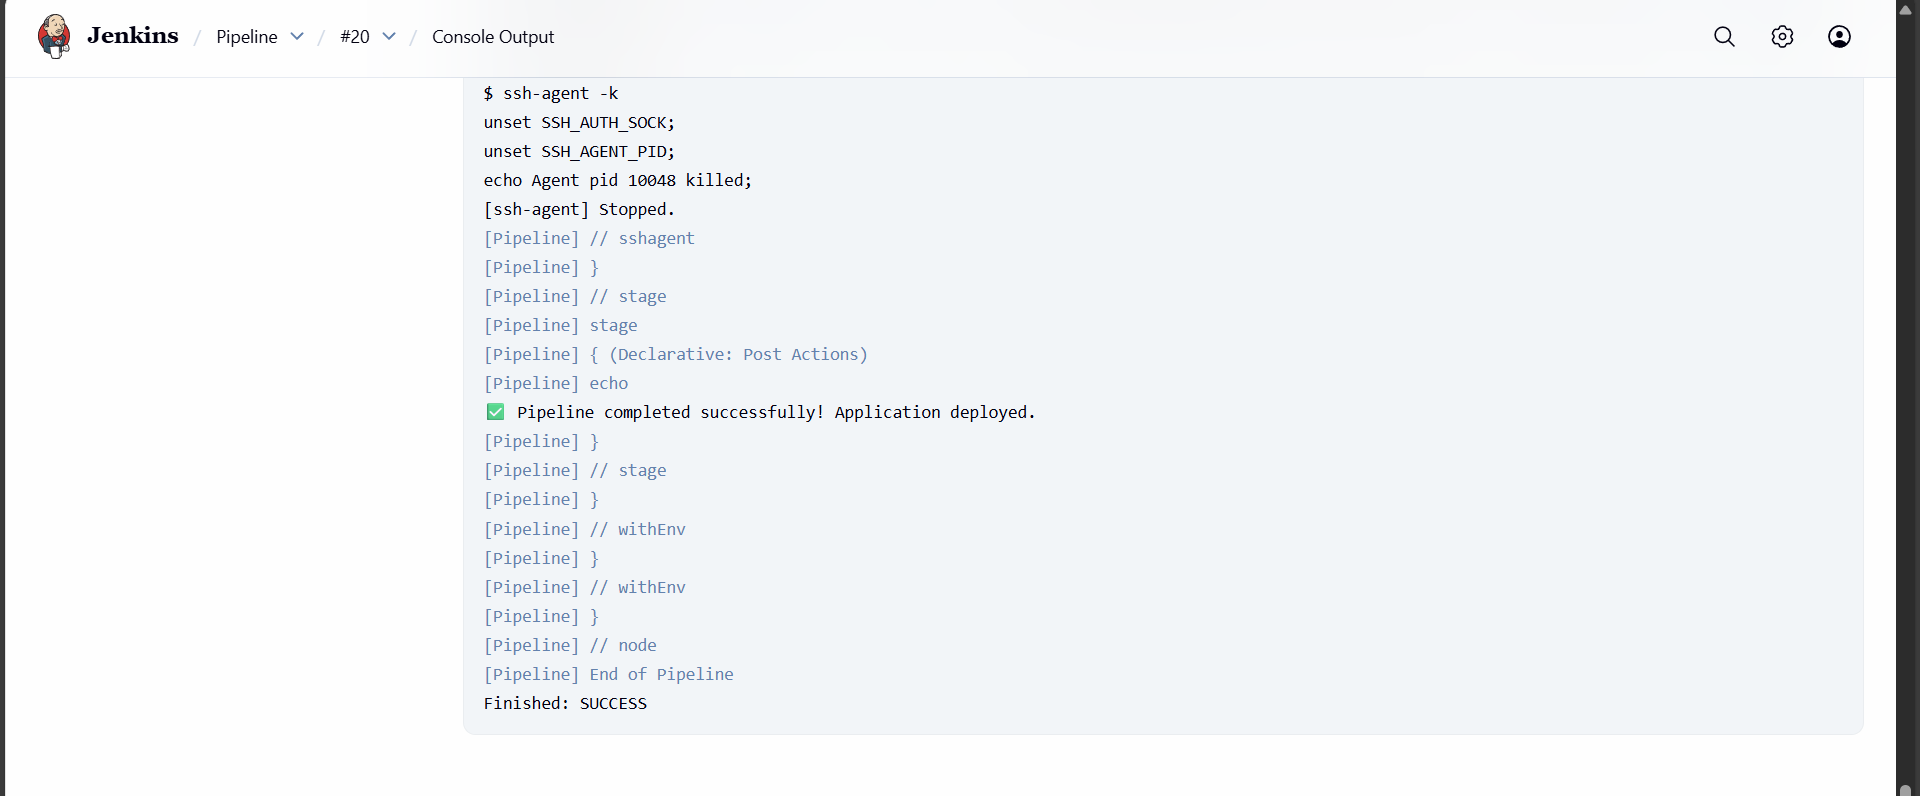 Jenkins / Pipeline / #20 / Console Output
$ ssh-agent -k
unset SSH_AUTH_SOCK;
unset SSH_AGENT_PID;
echo Agent pid 10048 killed;
[ssh-agent] Stopped.
[Pipeline] // sshagent
[Pipeline] }
[Pipeline] // stage
[Pipeline] stage
[Pipeline] { (Declarative: Post Actions)
[Pipeline] echo
✅ Pipeline completed successfully! Application deployed.
[Pipeline] }
[Pipeline] // stage
[Pipeline] }
[Pipeline] // withEnv
[Pipeline] }
[Pipeline] // withEnv
[Pipeline] }
[Pipeline] // node
[Pipeline] End of Pipeline
Finished: SUCCESS